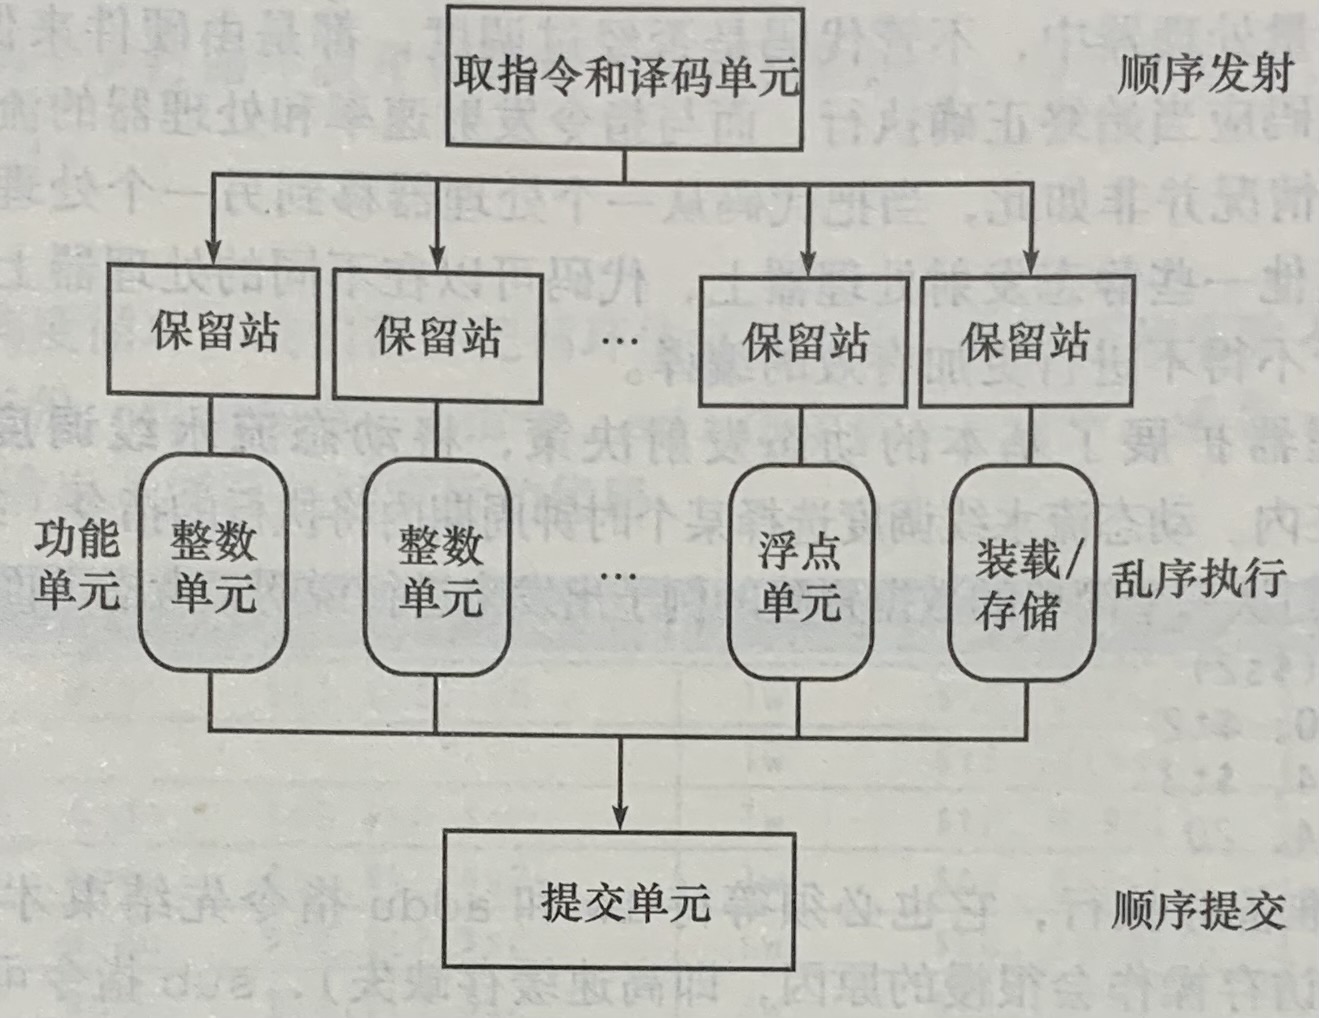 取指令和译码单元
顺序发射
保留站
保留站
…
保留站
保留站
功能
单元
整数
单元
整数
单元
…
浮点
单元
装载/
存储
乱序执行
提交单元
顺序提交